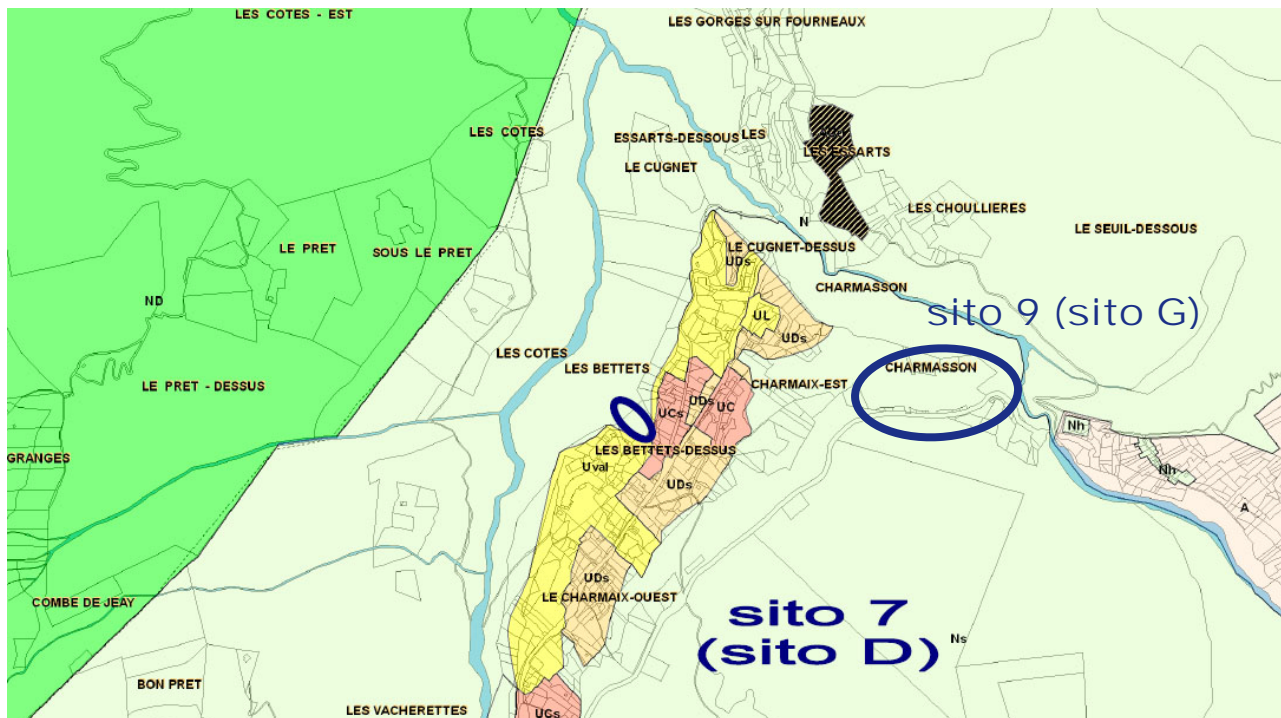 LES COTES - EST
LES GORGES SUR FOURNEAUX
LES COTES
ESSARTS-DESSOUS
LES
LES ESSARTS
LE CUGNET
LES CHOULLIERES
N
LE SEUIL-DESSOUS
LE PRET
SOUS LE PRET
LE CUGNET-DESSUS
UDs
ND
CHARMASSON
sito 9 (sito G)
UL
UDs
LES COTES
LES BETTETS
CHARMASSON
LE PRET - DESSUS
CHARMAIX-EST
UDs
UCs
UC
Nh
GRANGES
LES BETTETS-DESSUS
Uval
Nh
UDs
A
UDs
LE CHARMAIX-OUEST
COMBE DE JEAY
sito 7
(sito D)
Ns
BON PRET
LES VACHERETTES
UCs